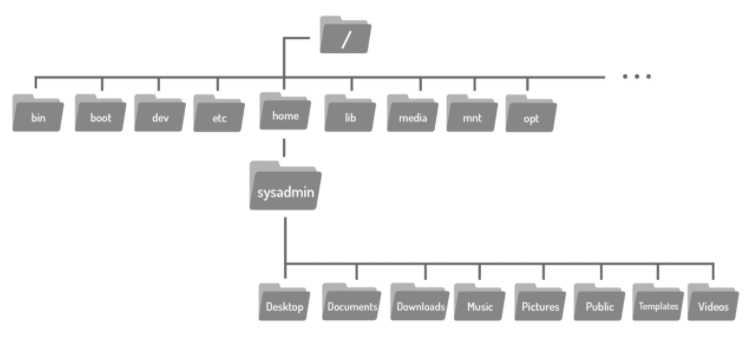 /
bin boot dev etc home lib media mnt opt
sysadmin
Desktop Documents Downloads Music Pictures Public Templates Videos